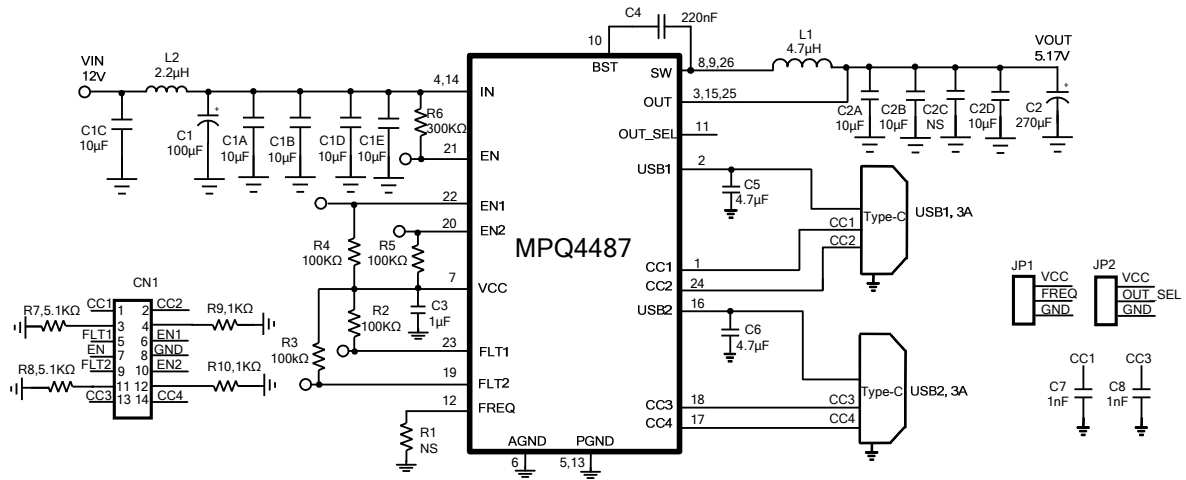 C4
220nF
10
BST
L1
4.7µH
VOUT
5.17V
VIN
12V
L2
2.2µH
4,14
IN
SW
8,9,26
OUT
3,15,25
C1C
10µF
C1
100µF
+
C1A
10µF
C1B
10µF
C1D
10µF
C1E
10µF
R6
300KΩ
C2A
10µF
C2B
10µF
C2C
NS
C2D
10µF
C2
270µF
+
OUT_SEL
11
21
EN
USB1
2
C5
4.7µF
22
EN1
20
EN2
Type-C
USB1, 3A
CC1
CC2
MPQ4487
R4
100KΩ
R5
100KΩ
7
VCC
CC1
1
CC2
24
USB2
16
C3
1µF
R2
100KΩ
R3
100kΩ
23
FLT1
C6
4.7µF
19
FLT2
12
FREQ
R1
NS
CC3
18
CC3
CC4
17
CC4
Type-C
USB2, 3A
AGND
PGND
6
5,13
CN1
CC1
1
2
CC2
R7,5.1KΩ
3
4
R9,1KΩ
FLT1
5
6
EN1
EN
7
8
GND
FLT2
9
10
EN2
R8,5.1KΩ
11
12
R10,1KΩ
CC3
13
14
CC4
JP1
VCC
FREQ
GND
JP2
VCC
OUT_SEL
GND
CC1
C7
1nF
CC3
C8
1nF